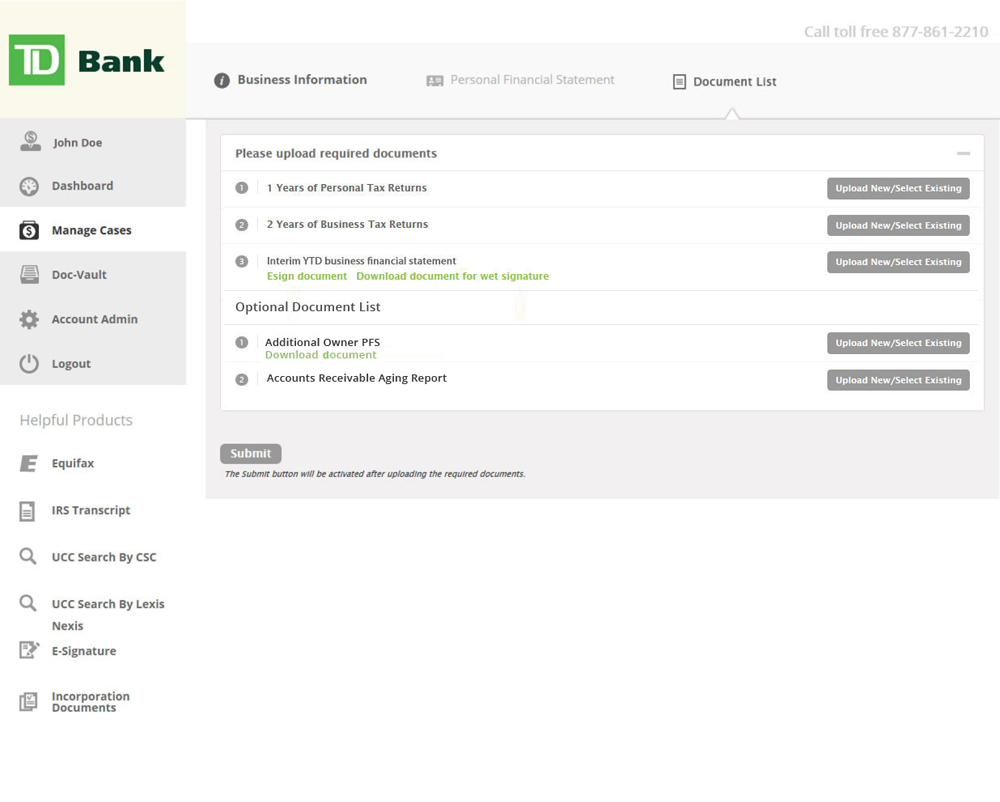 Call toll free 877-861-2210
TD Bank
i Business Information
Personal Financial Statement
Document List
John Doe
Dashboard
Manage Cases
Doc-Vault
Account Admin
Logout
Helpful Products
Equifax
IRS Transcript
UCC Search By CSC
UCC Search By Lexis
Nexis
E-Signature
Incorporation
Documents
Please upload required documents
1 1 Years of Personal Tax Returns Upload New/Select Existing
2 2 Years of Business Tax Returns Upload New/Select Existing
3 Interim YTD business financial statement Upload New/Select Existing
Esign document Download document for wet signature
Optional Document List
1 Additional Owner PFS Upload New/Select Existing
Download document
2 Accounts Receivable Aging Report Upload New/Select Existing
Submit
The Submit button will be activated after uploading the required documents.